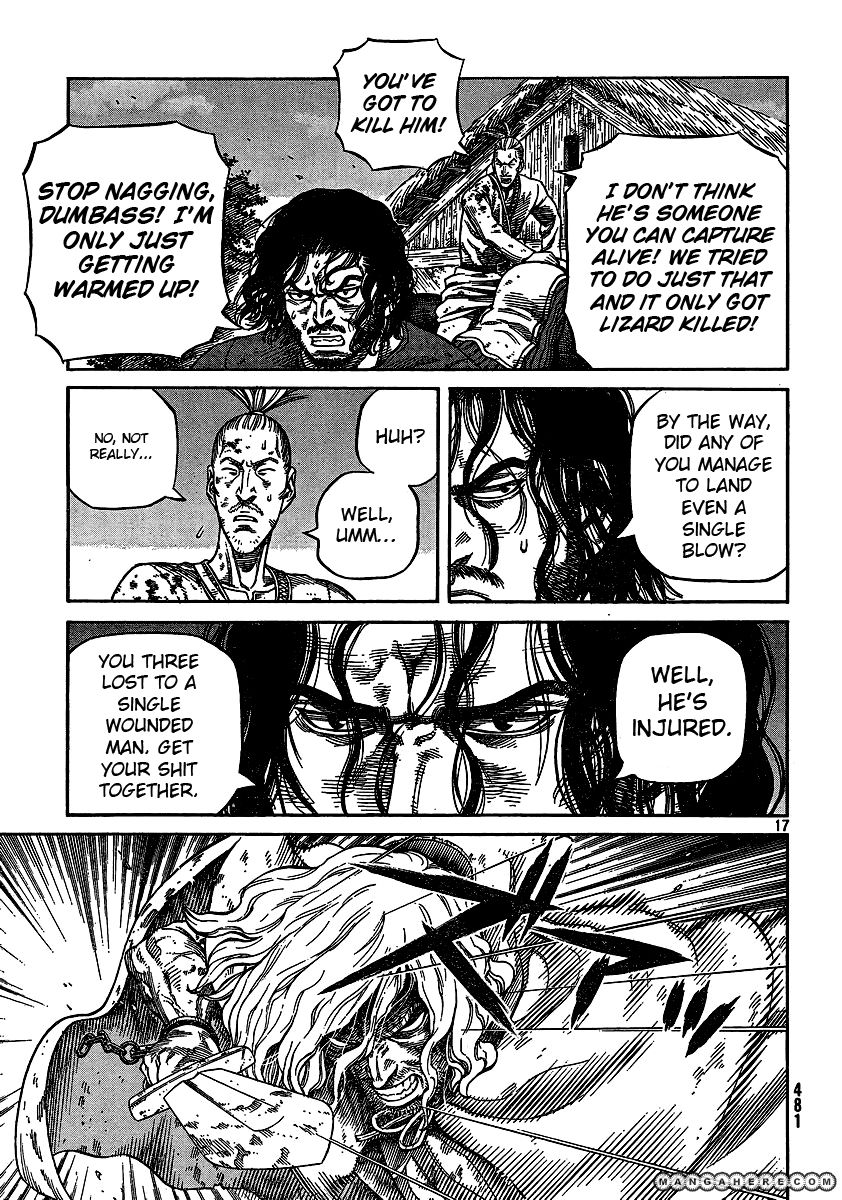 YOU'VE
GOT TO
KILL HIM!
I DON'T THINK
HE'S SOMEONE
YOU CAN CAPTURE
ALIVE! WE TRIED
TO DO JUST THAT
AND IT ONLY GOT
LIZARD KILLED!
STOP NAGGING,
DUMBASS! I'M
ONLY JUST
GETTING
WARMED UP!
BY THE WAY,
DID ANY OF
YOU MANAGE
TO LAND
EVEN A
SINGLE
BLOW?
HUH?
WELL,
UMM...
NO, NOT
REALLY...
WELL,
HE'S
INJURED.
YOU THREE
LOST TO A
SINGLE
WOUNDED
MAN. GET
YOUR SHIT
TOGETHER.
17
481
MANGAHERE.COM